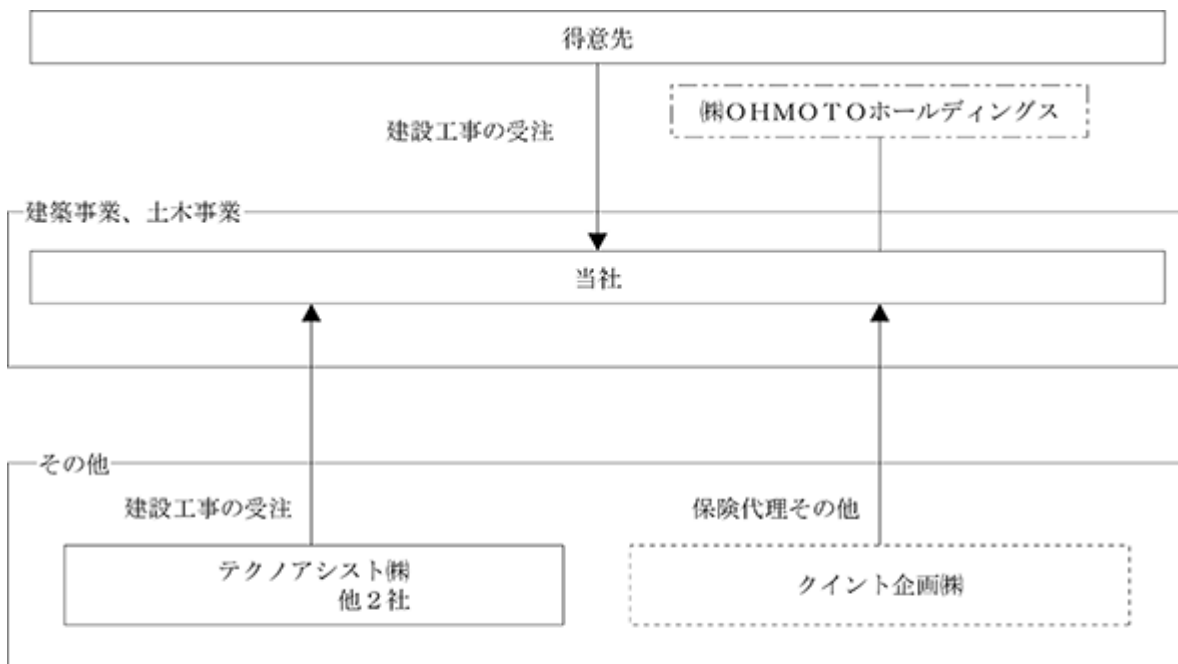 得意先
建設工事の受注
㈱ＯＨＭＯＴＯホールディングス
建築事業、土木事業
当社
その他
建設工事の受注
保険代理その他
テクノアシスト㈱
他２社
クイント企画㈱